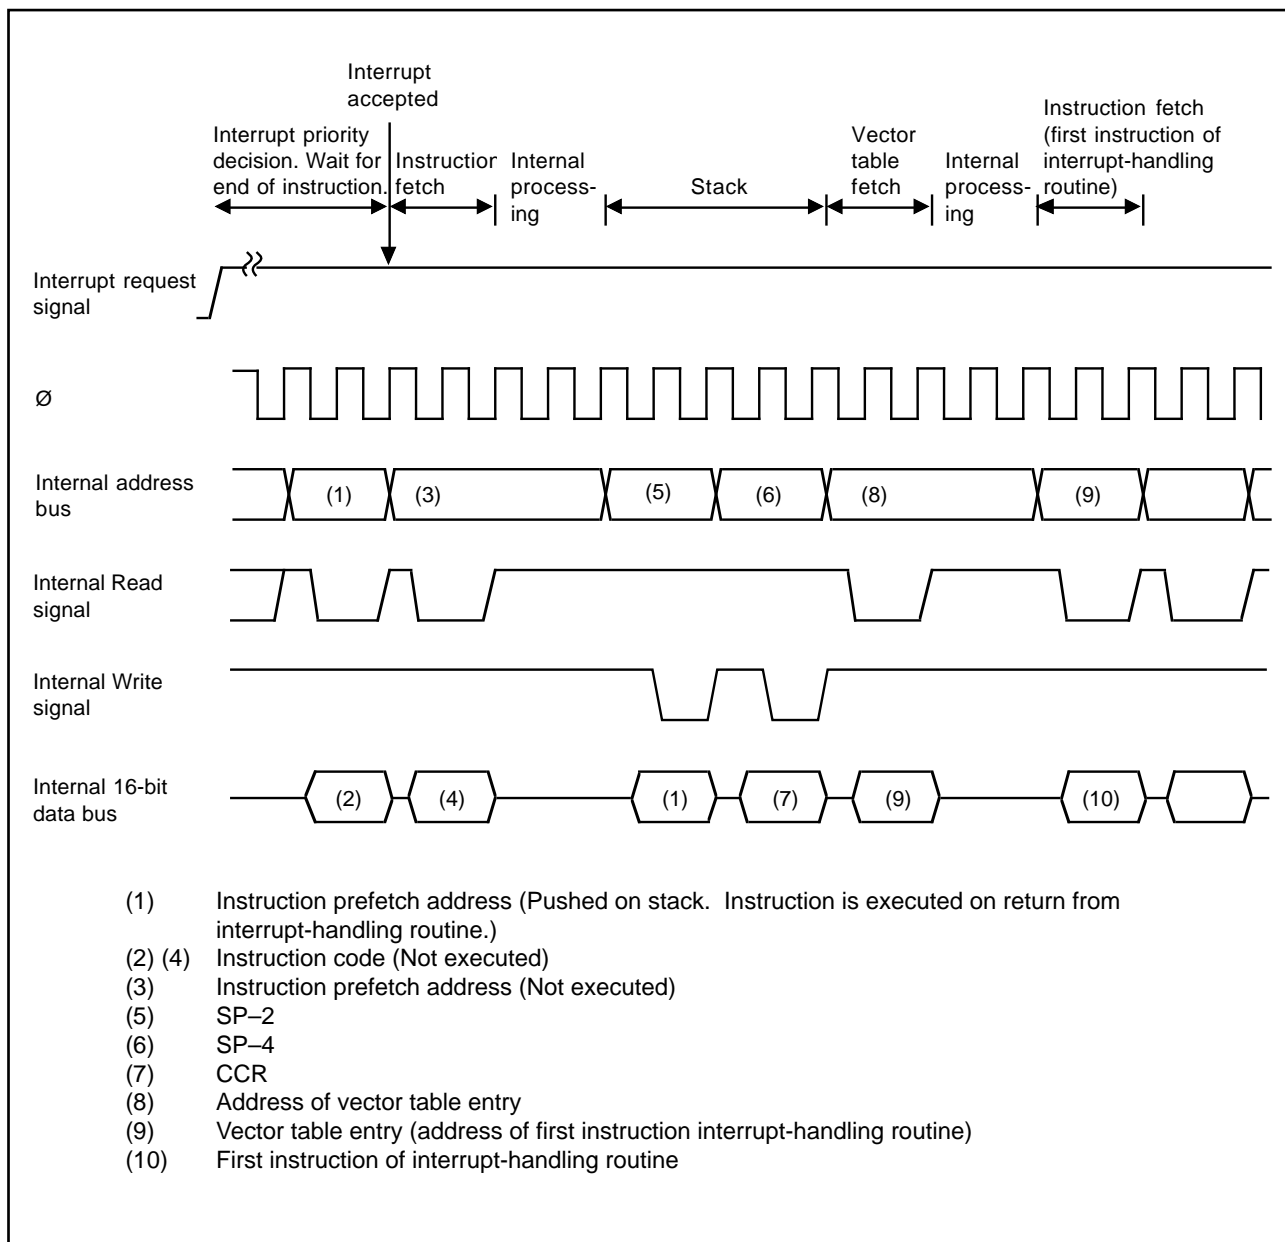 Interrupt
accepted
Interrupt priority
decision. Wait for
end of instruction.
Instruction
fetch
Internal
process-
ing
Stack
Vector
table
fetch
Internal
process-
ing
Instruction fetch
(first instruction of
interrupt-handling
routine)
Interrupt request
signal
Ø
Internal address
bus
(1) (3) (5) (6) (8) (9)
Internal Read
signal
Internal Write
signal
Internal 16-bit
data bus
(2) (4) (1) (7) (9) (10)
(1) Instruction prefetch address (Pushed on stack. Instruction is executed on return from
interrupt-handling routine.)
(2) (4) Instruction code (Not executed)
(3) Instruction prefetch address (Not executed)
(5) SP–2
(6) SP–4
(7) CCR
(8) Address of vector table entry
(9) Vector table entry (address of first instruction interrupt-handling routine)
(10) First instruction of interrupt-handling routine